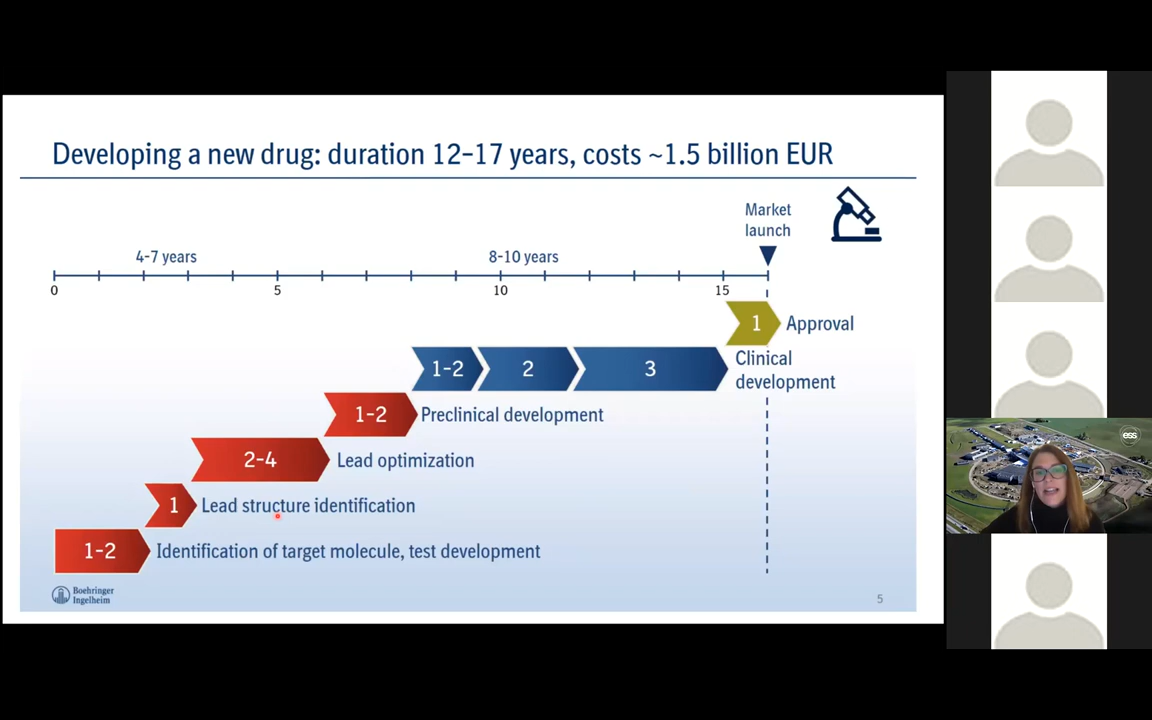 Developing a new drug: duration 12–17 years, costs ~1.5 billion EUR
Market
launch
4-7 years
8-10 years
0
5
10
15
1
Approval
1-2
2
3
Clinical
development
1-2
Preclinical development
2-4
Lead optimization
1
Lead structure identification
1-2
Identification of target molecule, test development
Boehringer
Ingelheim
5
ess